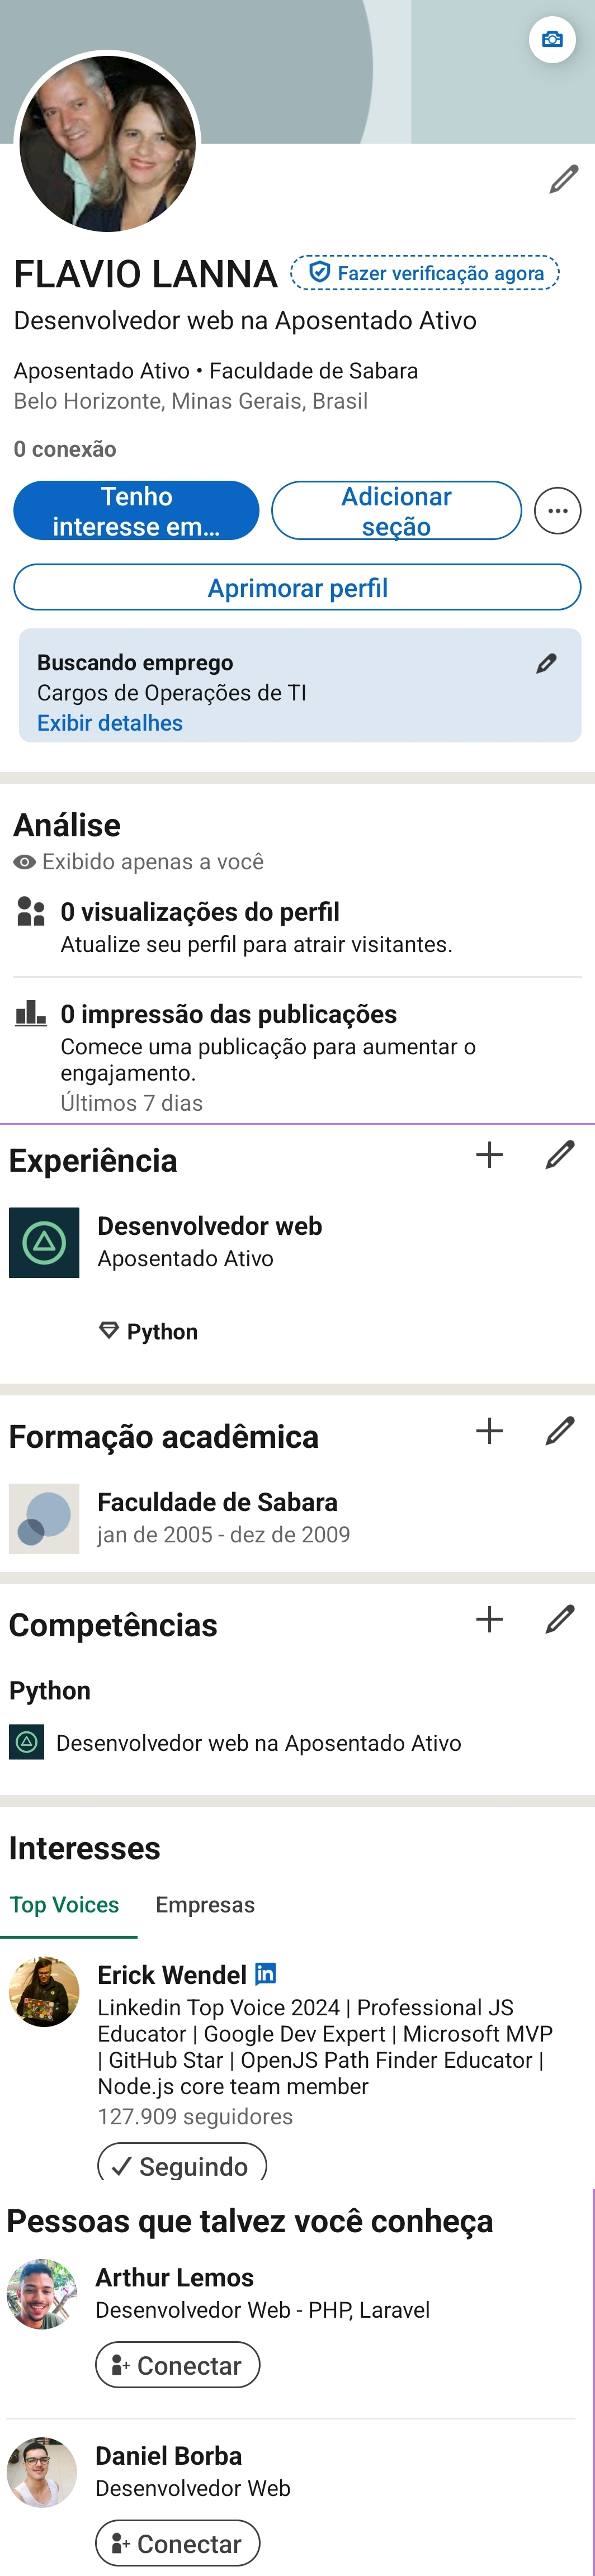 FLAVIO LANNA
Fazer verificação agora
Desenvolvedor web na Aposentado Ativo
Aposentado Ativo • Faculdade de Sabara
Belo Horizonte, Minas Gerais, Brasil
0 conexão
Tenho
interesse em...
Adicionar
seção
Aprimorar perfil
Buscando emprego
Cargos de Operações de TI
Exibir detalhes
Análise
Exibido apenas a você
0 visualizações do perfil
Atualize seu perfil para atrair visitantes.
0 impressão das publicações
Comece uma publicação para aumentar o
engajamento.
Últimos 7 dias
Experiência
Desenvolvedor web
Aposentado Ativo
Python
Formação acadêmica
Faculdade de Sabara
jan de 2005 - dez de 2009
Competências
Python
Desenvolvedor web na Aposentado Ativo
Interesses
Top Voices
Empresas
Erick Wendel in
Linkedin Top Voice 2024 | Professional JS
Educator | Google Dev Expert | Microsoft MVP
| GitHub Star | OpenJS Path Finder Educator |
Node.js core team member
127.909 seguidores
Seguindo
Pessoas que talvez você conheça
Arthur Lemos
Desenvolvedor Web - PHP, Laravel
Conectar
Daniel Borba
Desenvolvedor Web
Conectar